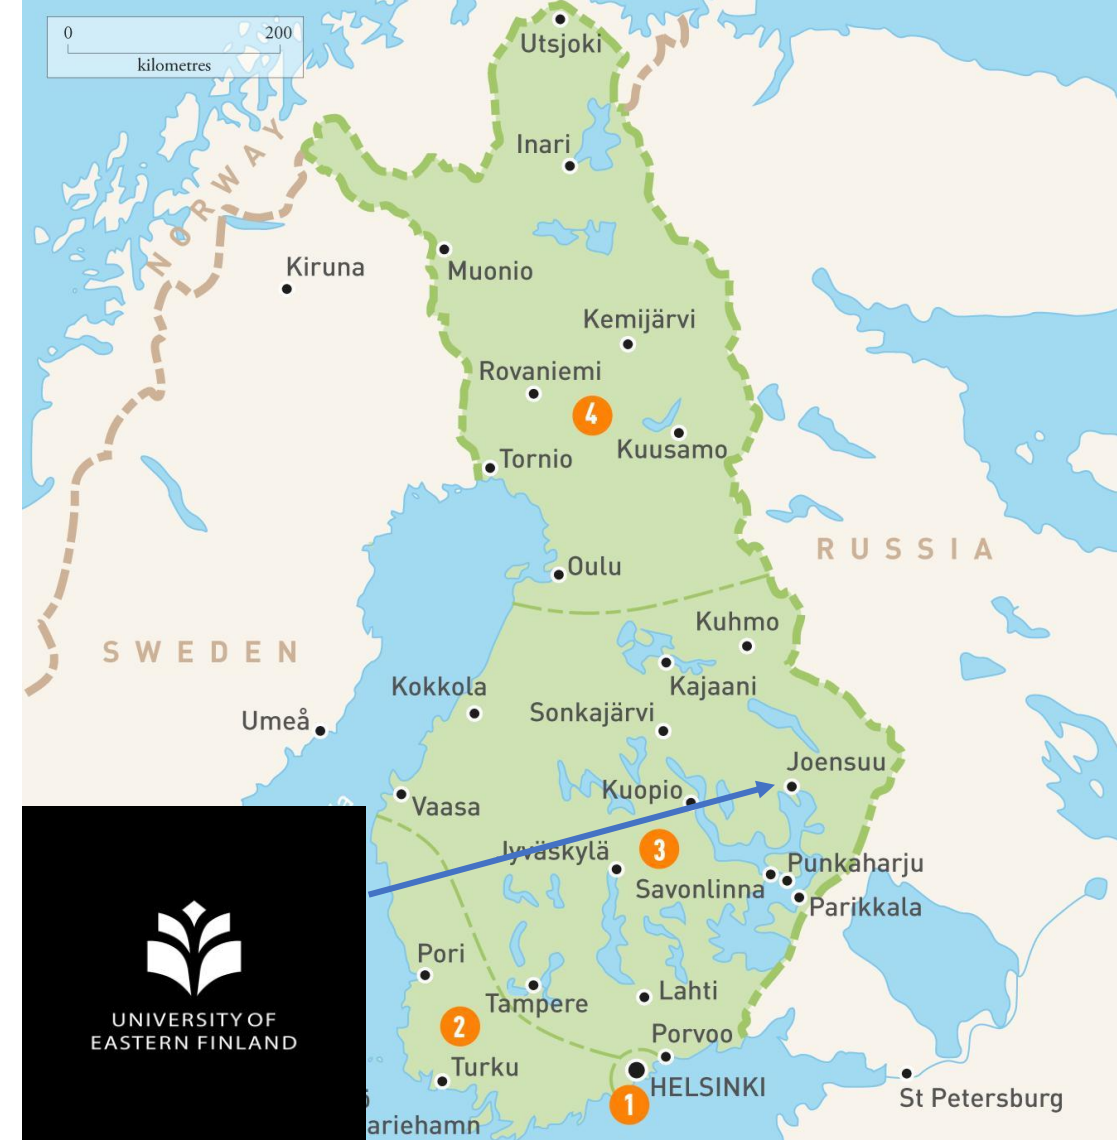 0 200
kilometres
Utsjoki
Inari
NORWAY
Kiruna
Muonio
Kemijärvi
Rovaniemi
4
Kuusamo
Tornio
RUSSIA
Oulu
Kuhmo
SWEDEN
Kajaani
Kokkola
Sonkajärvi
Umeå
Joensuu
Kuopio
Vaasa
Jyväskylä
3
Punkaharju
Savonlinna
Parikkala
Pori
Lahti
Tampere
2
Porvoo
UNIVERSITY OF
EASTERN FINLAND
Turku
HELSINKI
1
St Petersburg
ariehamn